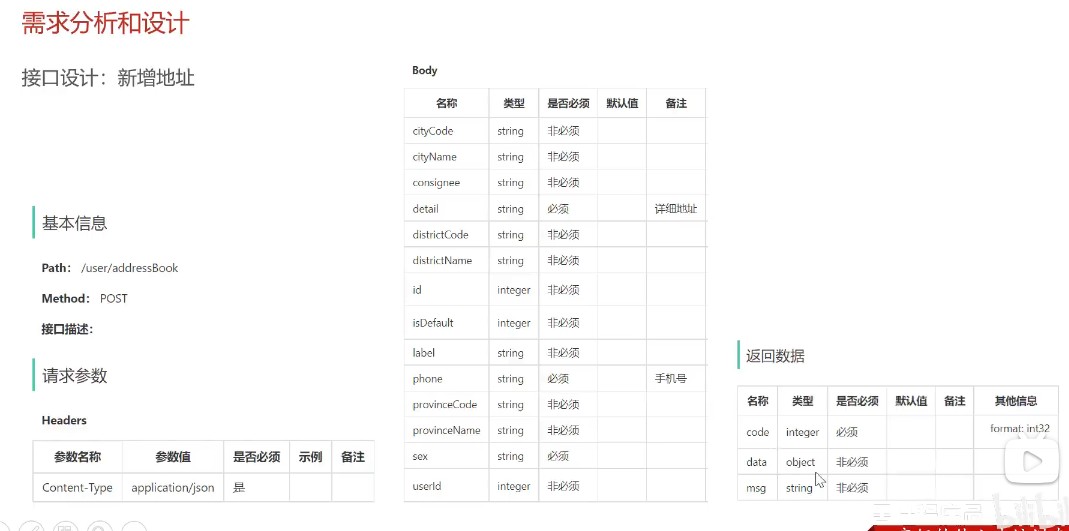 需求分析和设计
接口设计：新增地址
基本信息
Path： /user/addressBook
Method： POST
接口描述：
请求参数
Headers
参数名称 参数值 是否必须 示例 备注
Content-Type application/json 是
Body
名称 类型 是否必须 默认值 备注
cityCode string 非必须
cityName string 非必须
consignee string 非必须
detail string 必须 详细地址
districtCode string 非必须
districtName string 非必须
id integer 非必须
isDefault integer 非必须
label string 非必须
phone string 必须 手机号
provinceCode string 非必须
provinceName string 非必须
sex string 必须
userId integer 非必须
返回数据
名称 类型 是否必须 默认值 备注 其他信息
code integer 必须 format: int32
data object 非必须
msg string 非必须